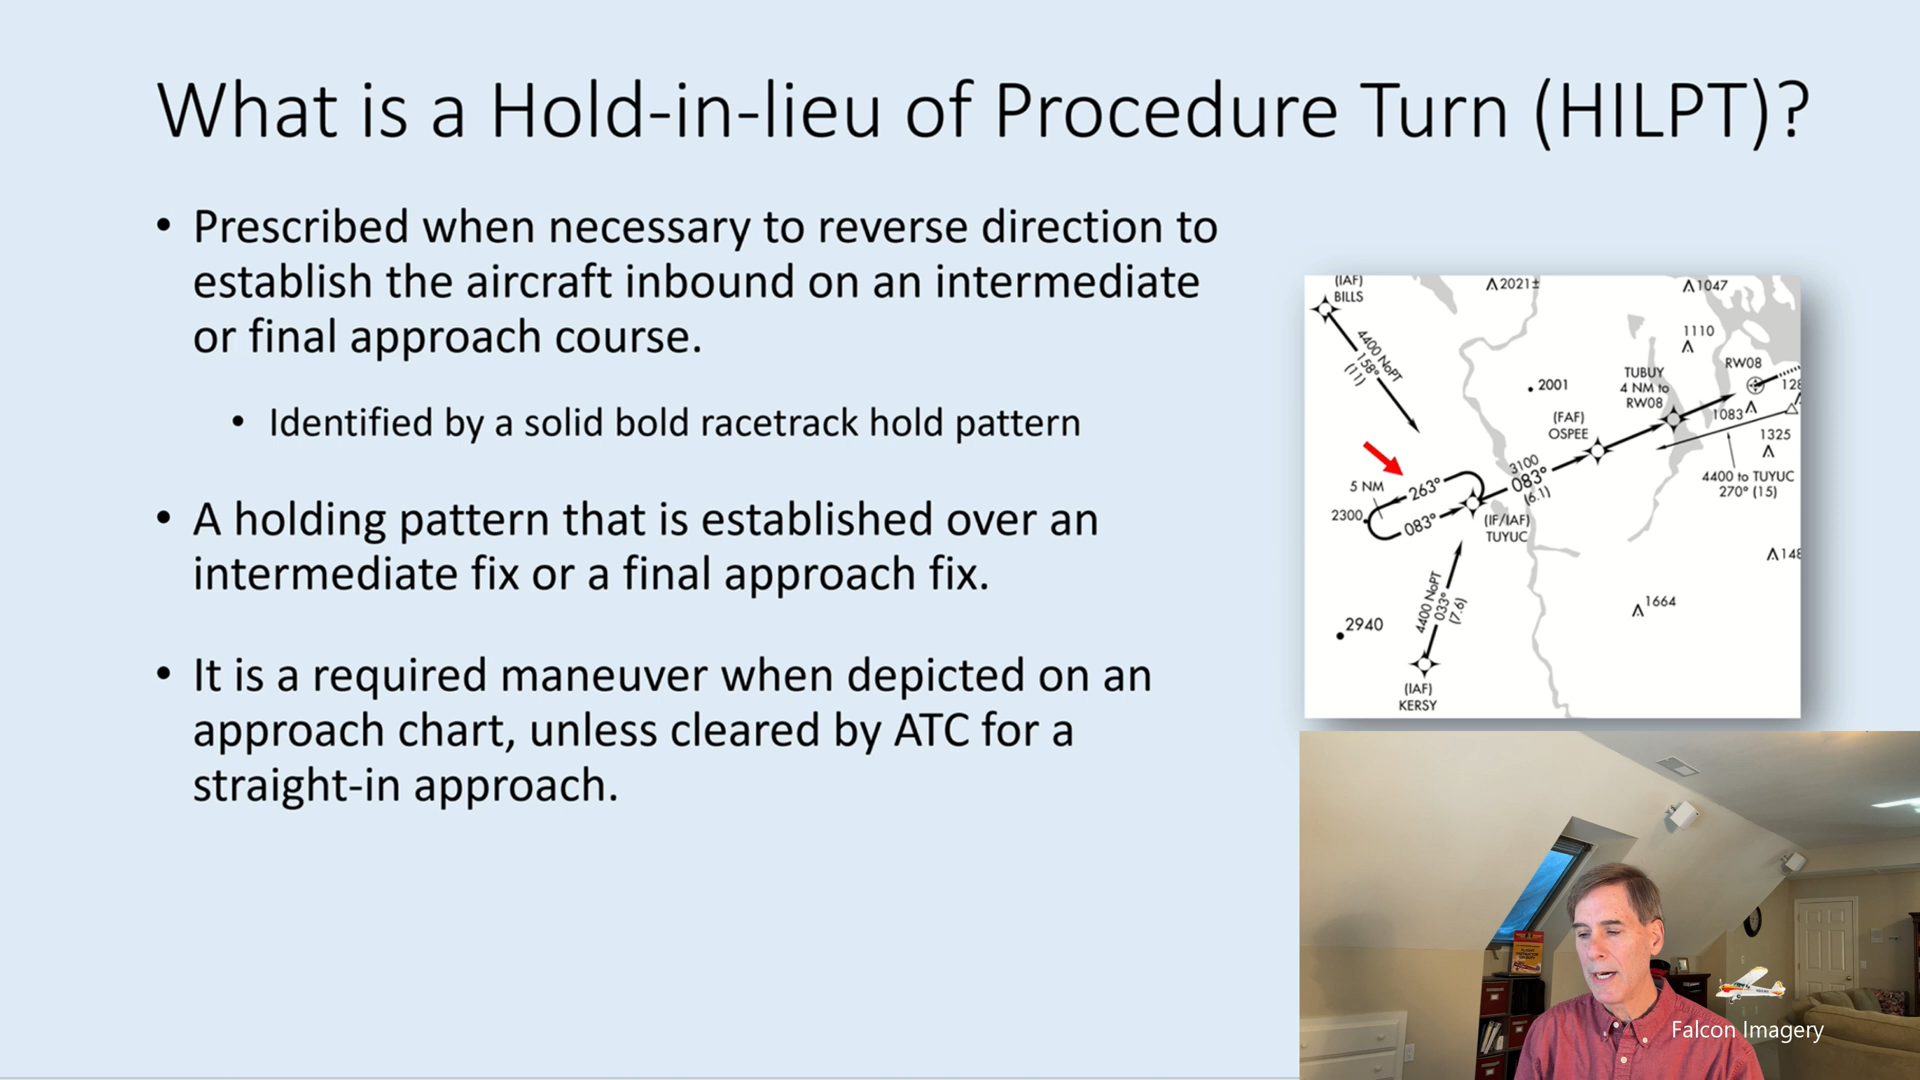 What is a Hold-in-lieu of Procedure Turn (HILPT)?
• Prescribed when necessary to reverse direction to
establish the aircraft inbound on an intermediate
or final approach course.
• Identified by a solid bold racetrack hold pattern
• A holding pattern that is established over an
intermediate fix or a final approach fix.
• It is a required maneuver when depicted on an
approach chart, unless cleared by ATC for a
straight-in approach.
(IAF)
BILLS
2021±
1047
4400 NoPT
158°
(11)
1110
RW08
TUBUY
4 NM to
RW08
2001
128
1083
(FAF)
OSPEE
1325
3100
083°
(6.1)
4400 to TUYUC
270° (15)
5 NM
263°
2300
083°
(IF/IAF)
TUYUC
148
4400 NoPT
033°
(7.6)
1664
2940
(IAF)
KERSY
Falcon Imagery